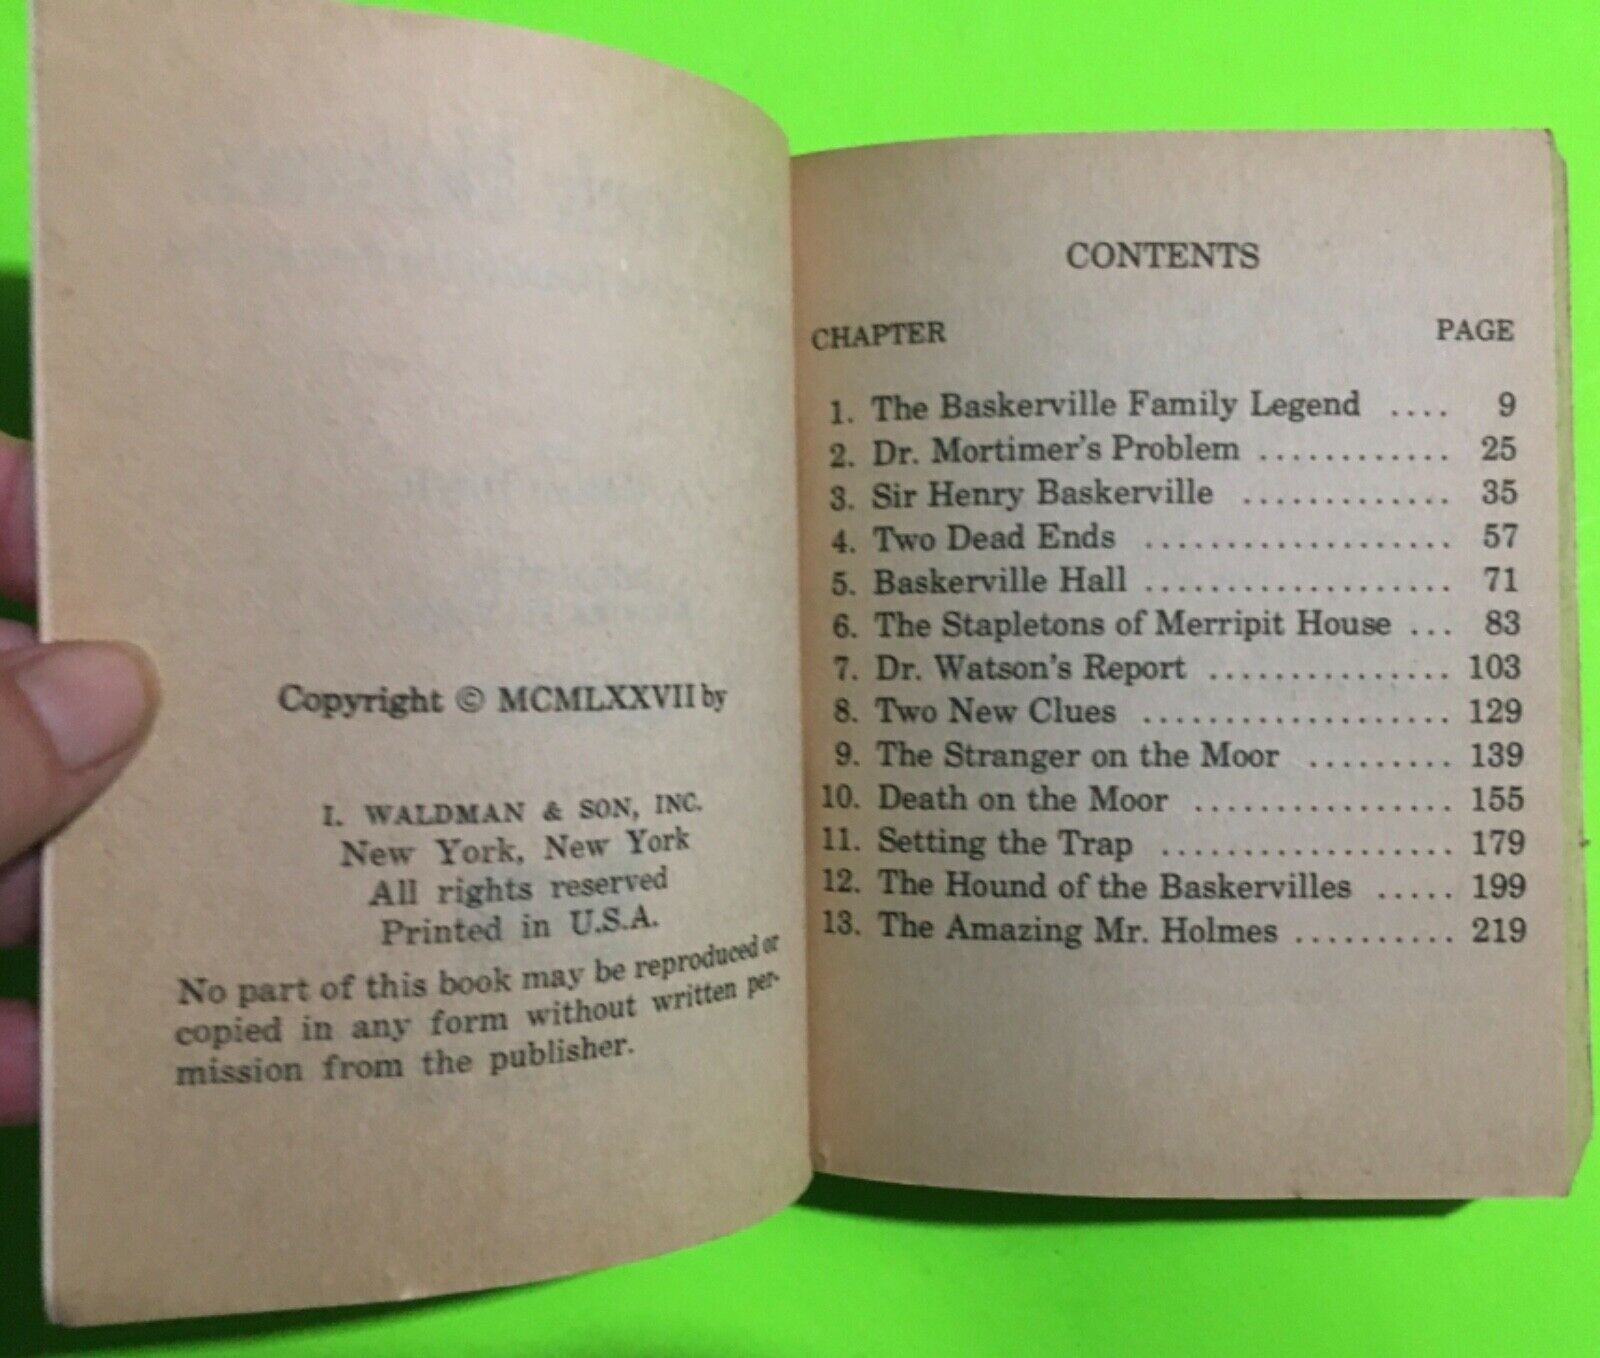 Copyright © MCMLXXVII by
I. WALDMAN & SON, INC.
New York, New York
All rights reserved
Printed in U.S.A.
No part of this book may be reproduced or
copied in any form without written per-
mission from the publisher.
CONTENTS
CHAPTER PAGE
1. The Baskerville Family Legend .... 9
2. Dr. Mortimer's Problem ............ 25
3. Sir Henry Baskerville ............. 35
4. Two Dead Ends ................... 57
5. Baskerville Hall ................... 71
6. The Stapletons of Merripit House ... 83
7. Dr. Watson's Report ............... 103
8. Two New Clues ................... 129
9. The Stranger on the Moor ......... 139
10. Death on the Moor ................ 155
11. Setting the Trap .................. 179
12. The Hound of the Baskervilles ..... 199
13. The Amazing Mr. Holmes .......... 219